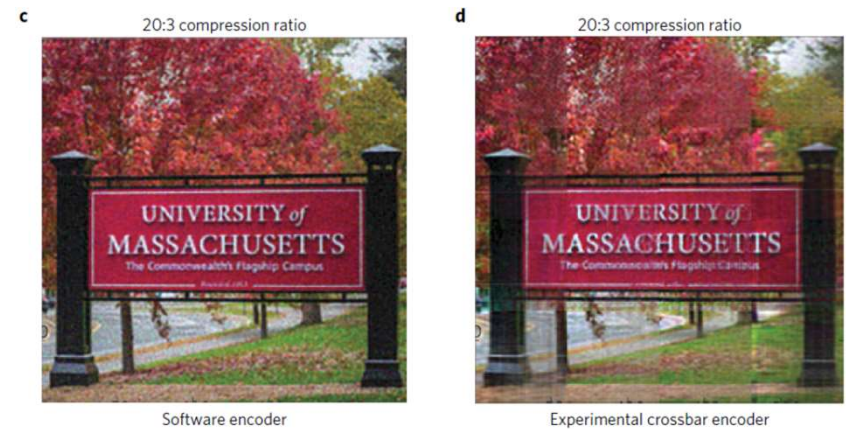 c
20:3 compression ratio
UNIVERSITY of
MASSACHUSETTS
The Commonwealth's Flagship Campus
Software encoder
d
20:3 compression ratio
UNIVERSITY of
MASSACHUSETTS
The Commonwealth's Flagship Campus
Experimental crossbar encoder